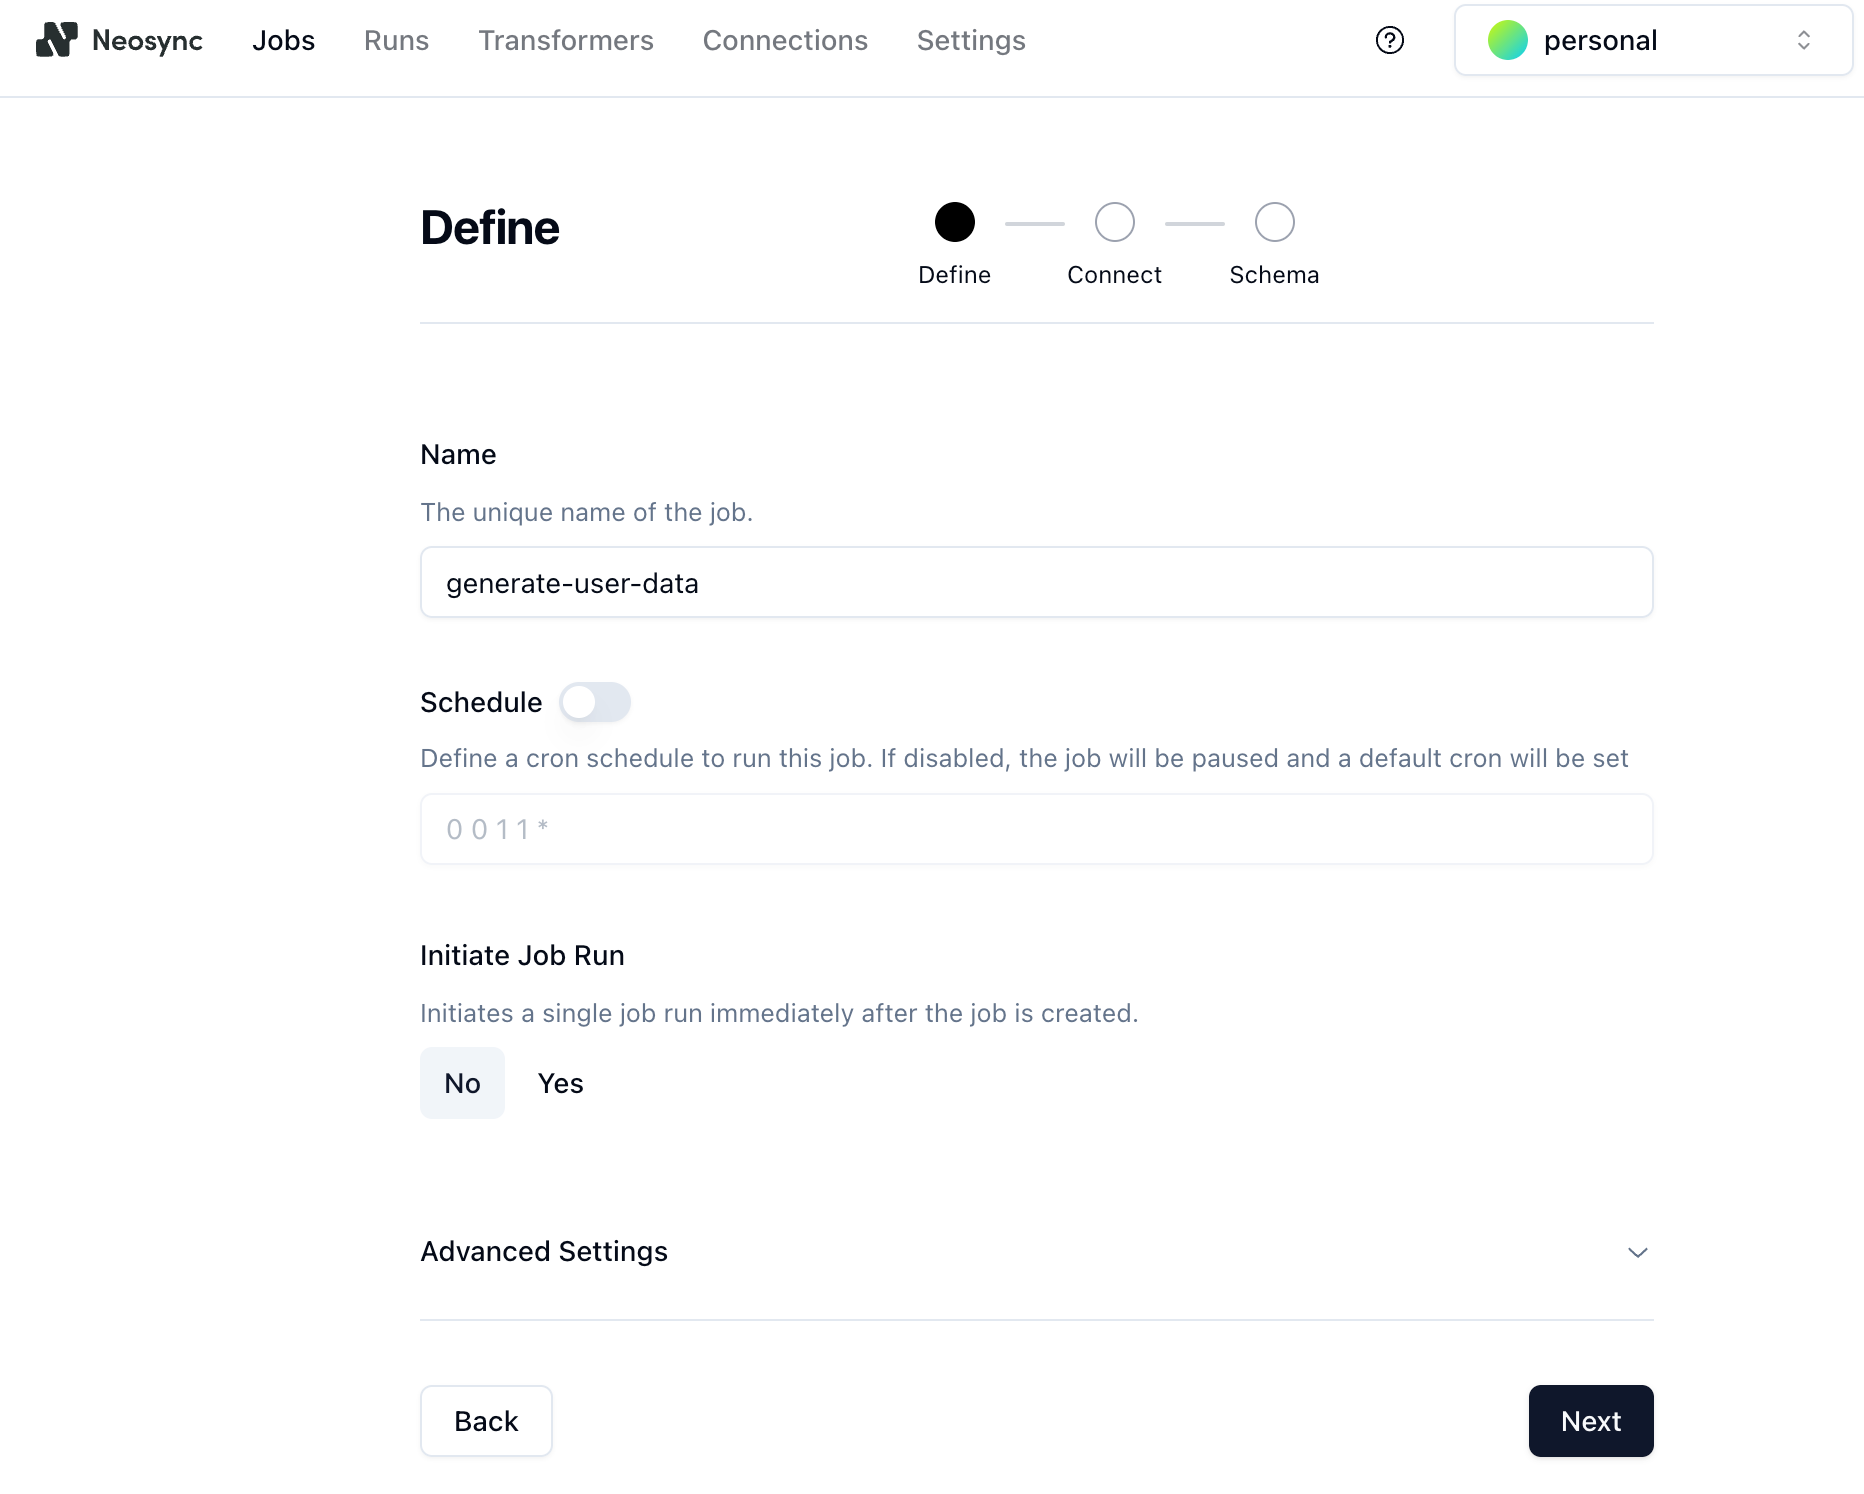 Neosync Jobs Runs Transformers Connections Settings ? personal
Define
Define Connect Schema
Name
The unique name of the job.
generate-user-data
Schedule
Define a cron schedule to run this job. If disabled, the job will be paused and a default cron will be set
0 0 1 1 *
Initiate Job Run
Initiates a single job run immediately after the job is created.
No Yes
Advanced Settings
Back Next